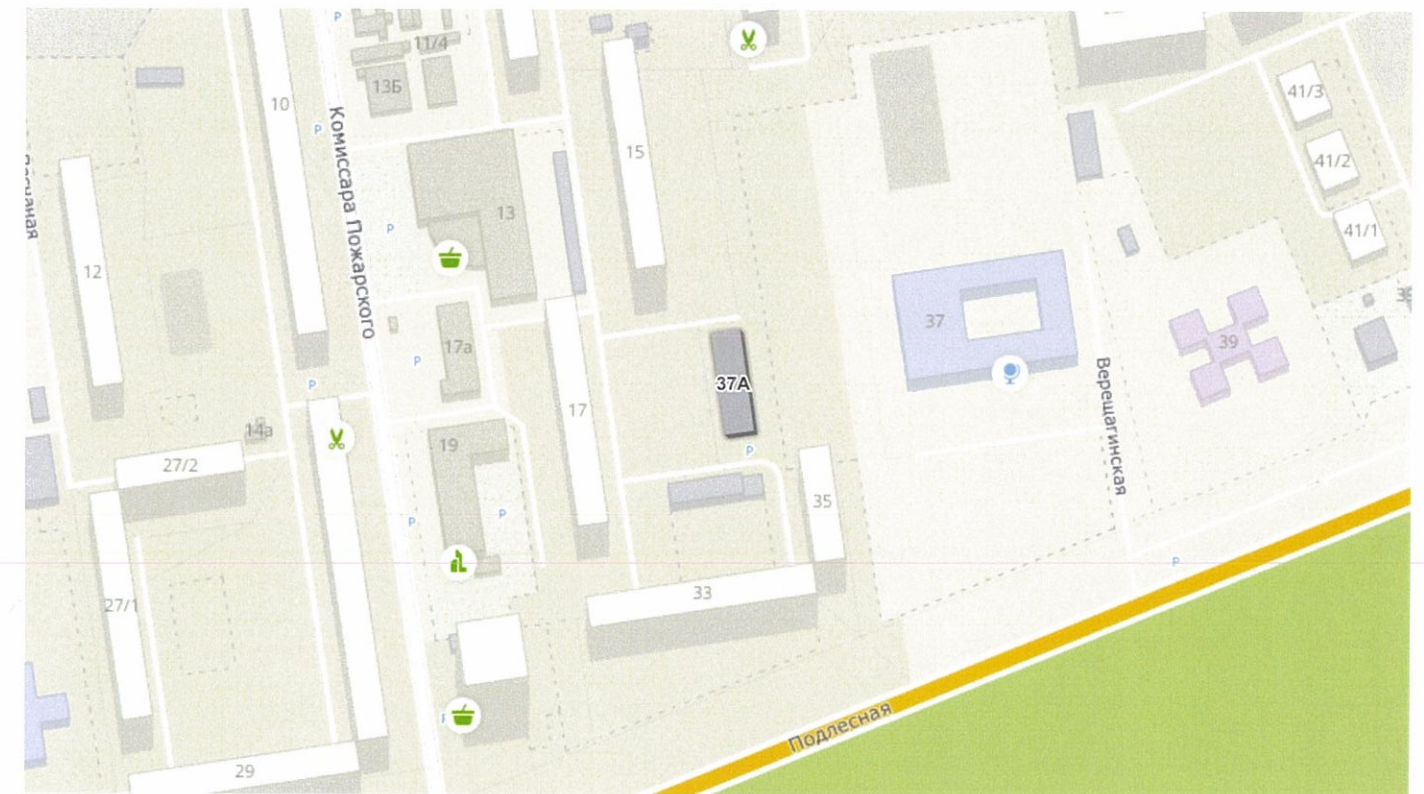 11/4
13Б
10
15
41/3
41/2
41/1
Комиссара Пожарского
13
12
37
39
17а
37А
17
Верещагинская
14а
19
27/2
35
27/1
33
Подлесная
29
P
P
P
P
P
P
P
P
P